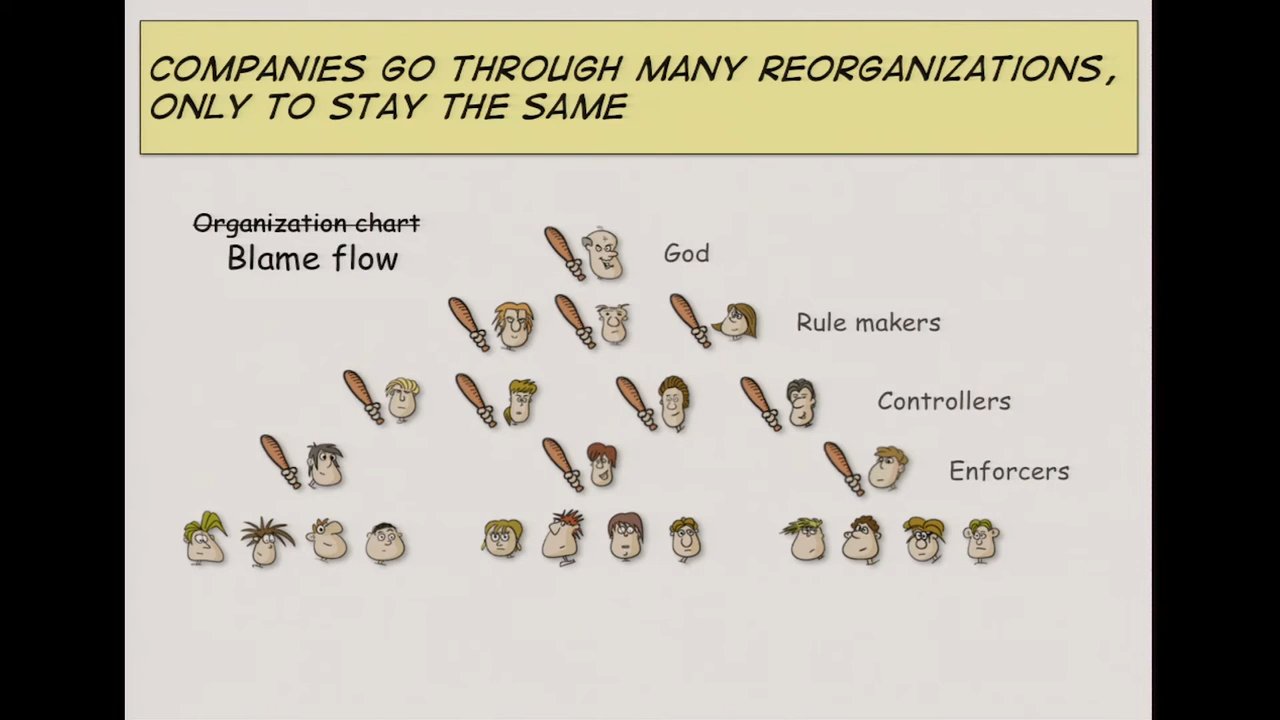 COMPANIES GO THROUGH MANY REORGANIZATIONS,
ONLY TO STAY THE SAME
Organization chart
Blame flow
God
Rule makers
Controllers
Enforcers